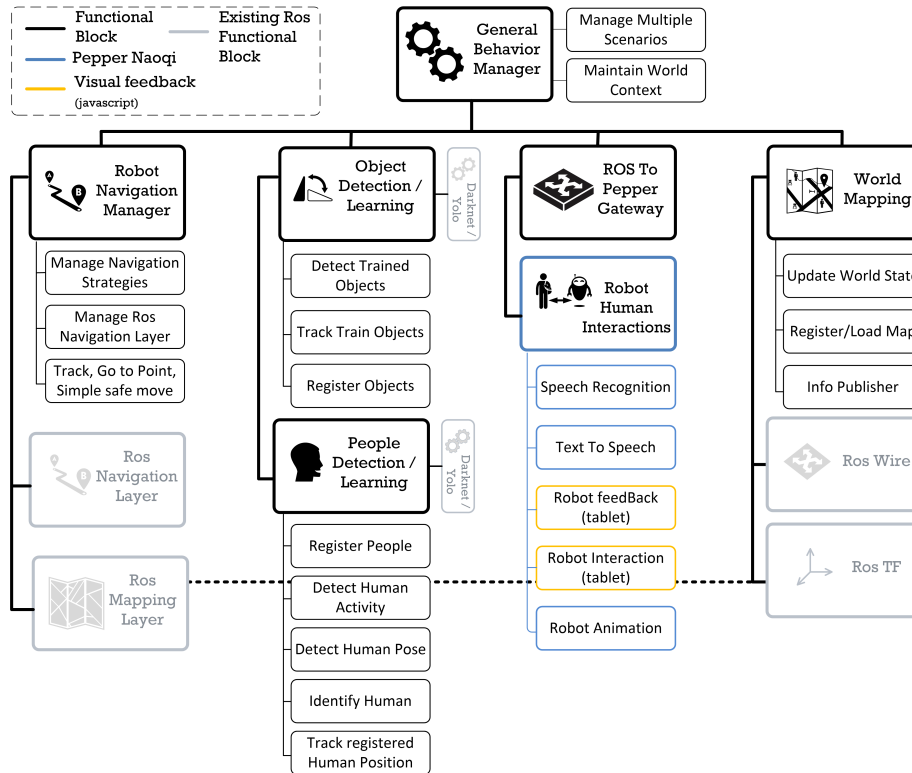 Functional
Block
Existing Ros
Functional
Block
Pepper Naoqi
Visual feedback
(javascript)
General
Behavior
Manager
Manage Multiple
Scenarios
Maintain World
Context
A
B
Robot
Navigation
Manager
Manage Navigation
Strategies
Manage Ros
Navigation Layer
Track, Go to Point,
Simple safe move
A
B
Ros
Navigation
Layer
Ros
Mapping
Layer
Object
Detection /
Learning
Darknet /
Yolo
Detect Trained
Objects
Track Train Objects
Register Objects
People
Detection /
Learning
Darknet /
Yolo
Register People
Detect Human
Activity
Detect Human Pose
Identify Human
Track registered
Human Position
ROS To
Pepper
Gateway
Robot
Human
Interactions
Speech Recognition
Text To Speech
Robot feedBack
(tablet)
Robot Interaction
(tablet)
Robot Animation
World
Mapping
Update World State
Register/Load Map
Info Publisher
Ros Wire
Ros TF